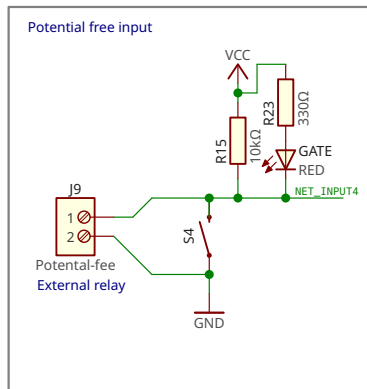 Potential free input
VCC
R23
330Ω
R15
10kΩ
GATE
RED
J9
NET_INPUT4
1
2
S4
Potental-fee
External relay
GND